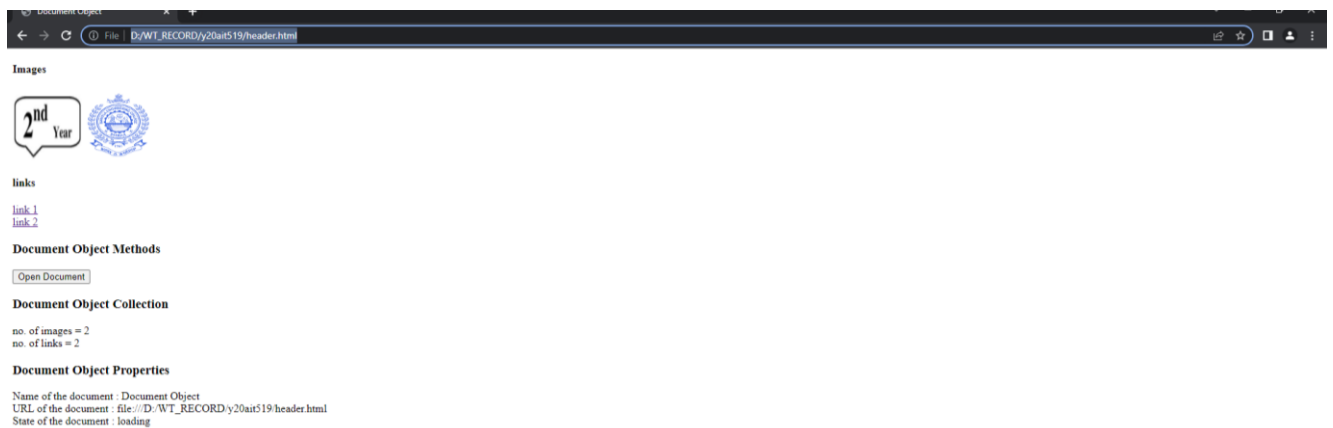 Document Object
File D:/WT_RECORD/y20ait519/header.html
Images
2nd
Year
links
link 1
link 2
Document Object Methods
Open Document
Document Object Collection
no. of images = 2
no. of links = 2
Document Object Properties
Name of the document : Document Object
URL of the document : file:///D:/WT_RECORD/y20ait519/header.html
State of the document : loading